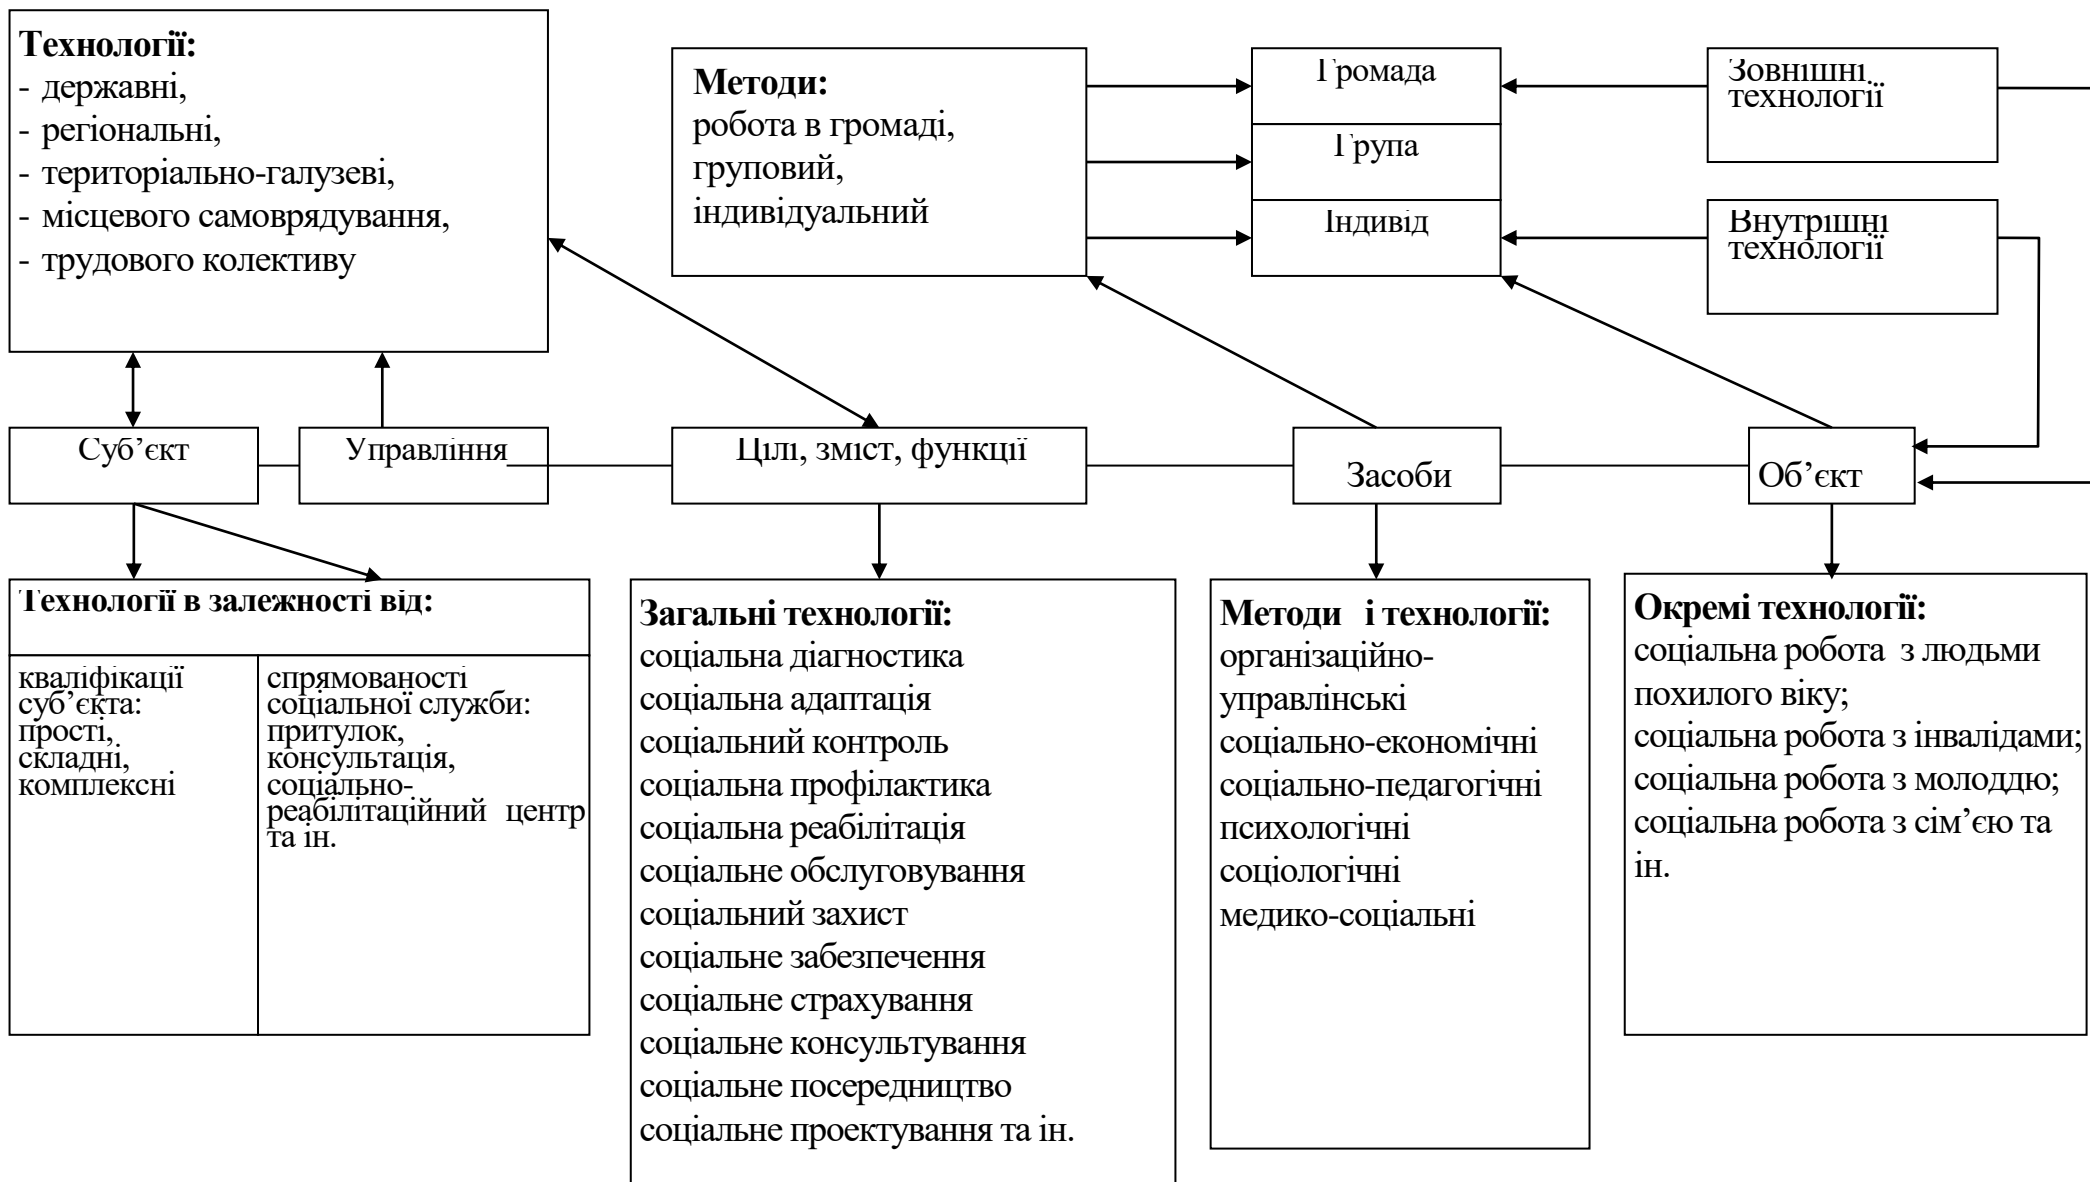 Технології:
- державні,
- регіональні,
- територіально-галузеві,
- місцевого самоврядування,
- трудового колективу
Методи:
робота в громаді,
груповий,
індивідуальний
Громада
Група
Індивід
Зовнішні
технології
Внутрішні
технології
Суб’єкт
Управління
Цілі, зміст, функції
Засоби
Об’єкт
Технології в залежності від:
кваліфікації
суб’єкта:
прості,
складні,
комплексні
спрямованості
соціальної служби:
притулок,
консультація,
соціально-
реабілітаційний центр
та ін.
Загальні технології:
соціальна діагностика
соціальна адаптація
соціальний контроль
соціальна профілактика
соціальна реабілітація
соціальне обслуговування
соціальний захист
соціальне забезпечення
соціальне страхування
соціальне консультування
соціальне посередництво
соціальне проектування та ін.
Методи і технології:
організаційно-
управлінські
соціально-економічні
соціально-педагогічні
психологічні
соціологічні
медико-соціальні
Окремі технології:
соціальна робота з людьми
похилого віку;
соціальна робота з інвалідами;
соціальна робота з молоддю;
соціальна робота з сім’єю та
ін.